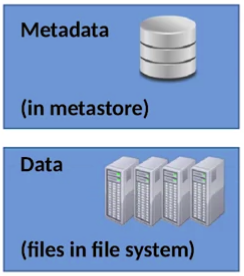 Metadata
(in metastore)
Data
(files in file system)